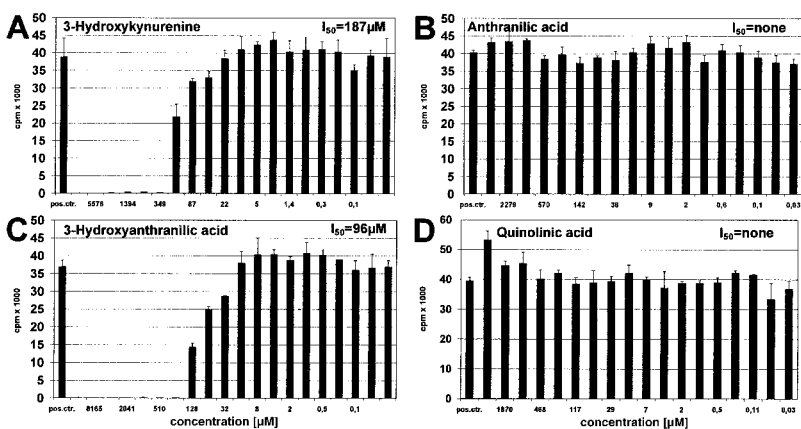 A
3-Hydroxykynurenine
I50=187µM
50
45
40
35
30
25
20
15
10
5
0
cpm x 1000
pos.ctr. 5576 1394 349 87 22 5 1,4 0,3 0,1
B
Anthranilic acid
I50=none
50
45
40
35
30
25
20
15
10
5
0
cpm x 1000
pos.ctr. 2279 570 142 36 9 2 0,6 0,1 0,03
C
3-Hydroxyanthranilic acid
I50=96µM
50
45
40
35
30
25
20
15
10
5
0
cpm x 1000
pos.ctr. 8165 2041 510 128 32 8 2 0,5 0,1
concentration [µM]
D
Quinolinic acid
I50=none
60
50
40
30
20
10
0
cpm x 1000
pos.ctr. 1870 468 117 29 7 2 0,5 0,11 0,03
concentration [µM]